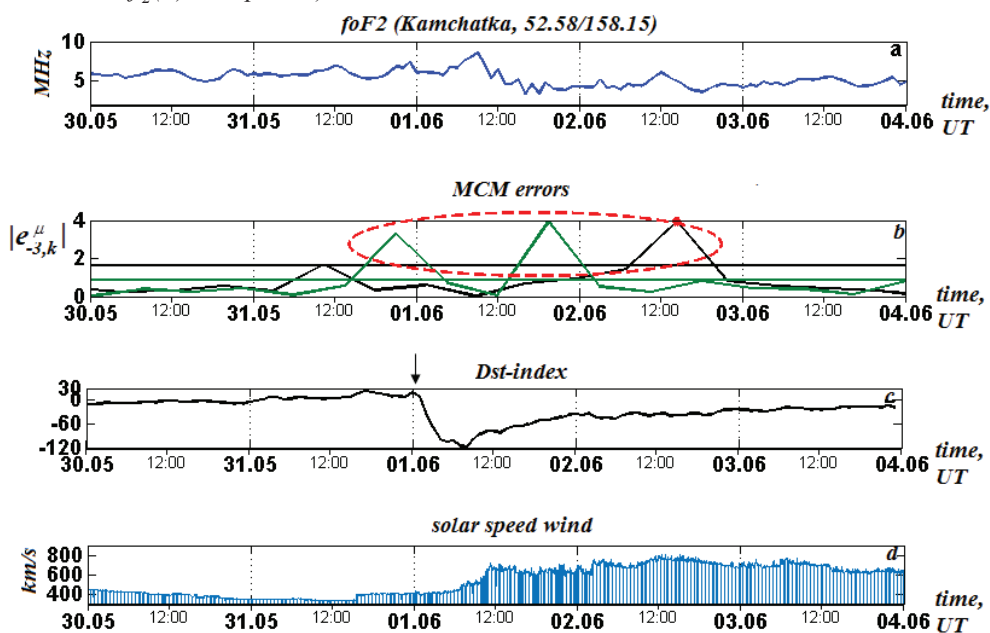 foF2 (Kamchatka, 52.58/158.15)
10
a
MHz
5
30.05 12:00 31.05 12:00 01.06 12:00 02.06 12:00 03.06 12:00 04.06
time,
UT
MCM errors
4
b
|e^μ_-3,k|
2
0
30.05 12:00 31.05 12:00 01.06 12:00 02.06 12:00 03.06 12:00 04.06
time,
UT
Dst-index
30
c
0
-60
-120
30.05 12:00 31.05 12:00 01.06 12:00 02.06 12:00 03.06 12:00 04.06
time,
UT
solar speed wind
800
d
km/s
600
400
30.05 12:00 31.05 12:00 01.06 12:00 02.06 12:00 03.06 12:00 04.06
time,
UT